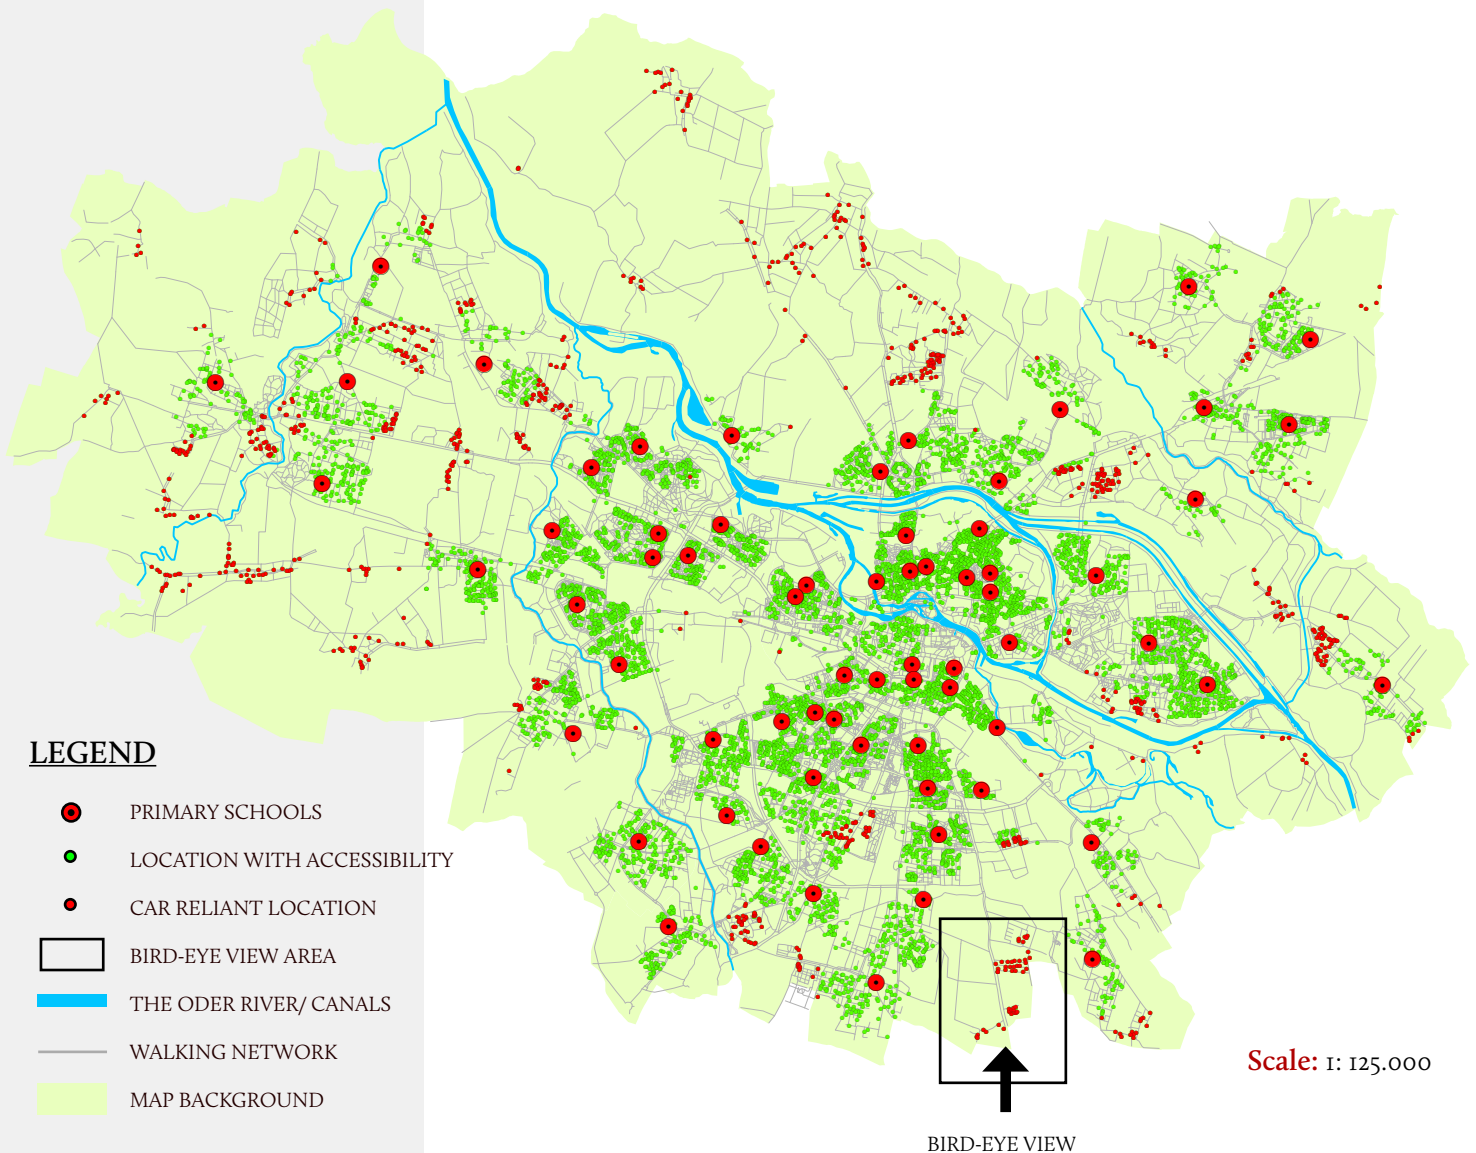 LEGEND
PRIMARY SCHOOLS
LOCATION WITH ACCESSIBILITY
CAR RELIANT LOCATION
BIRD-EYE VIEW AREA
THE ODER RIVER/ CANALS
WALKING NETWORK
MAP BACKGROUND
Scale: 1: 125.000
BIRD-EYE VIEW